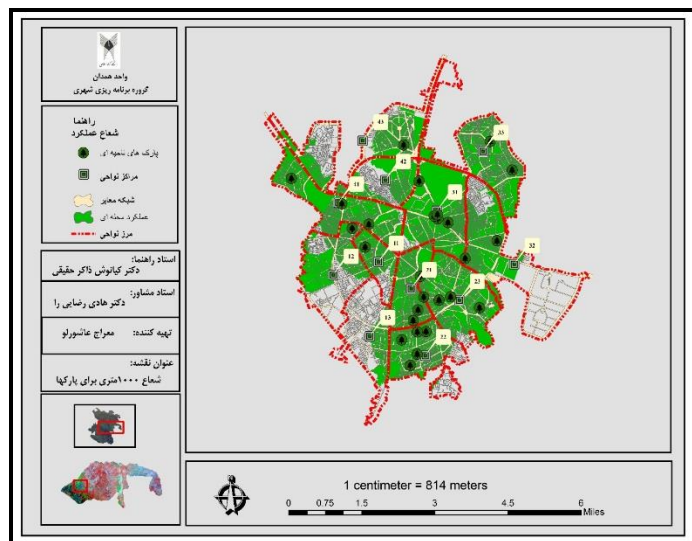 واحد همدان
گروه برنامه ریزی شهری
راهنما
شعاع عملکرد
پارک های ناحیه ای
مراکز نواحی
شبکه معابر
عملکرد محله ای
مرز نواحی
استاد راهنما:
دکتر کیانوش ذاکر حقیقی
استاد مشاور:
دکتر هادی رضایی را
تهیه کننده: معراج عاشورلو
عنوان نقشه:
شعاع ۱۰۰۰متری برای پارکها
43
33
42
41
31
11
32
12
21
23
13
22
1 centimeter = 814 meters
0 0.75 1.5 3 4.5 6
Miles